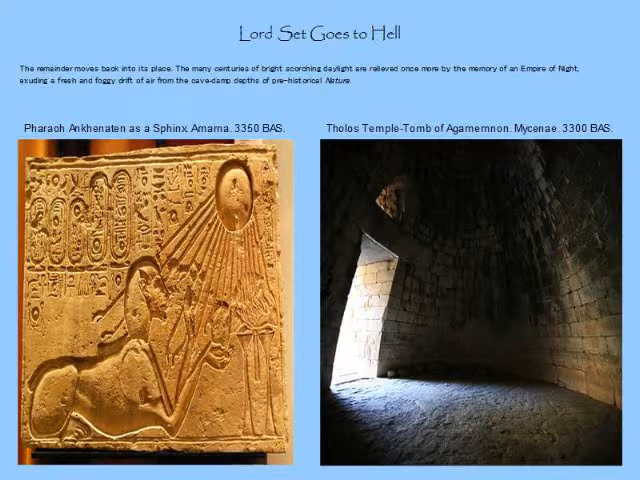 Lord Set Goes to Hell
The remainder moves back into its place. The many centuries of bright scorching daylight are relieved once more by the memory of an Empire of Night,
exuding a fresh and foggy drift of air from the cave-damp depths of pre-historical Nature.
Pharaoh Ankhenaten as a Sphinx. Amarna. 3350 BAS.
Tholos Temple-Tomb of Agamemnon. Mycenae. 3300 BAS.